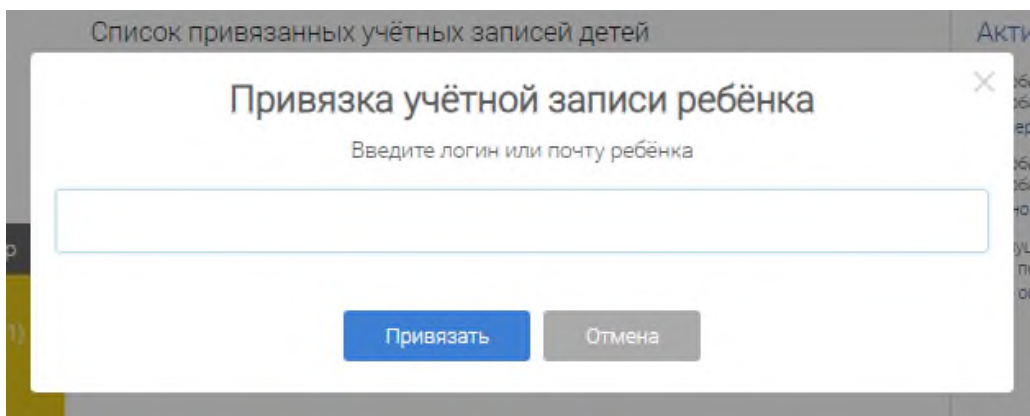 Список привязанных учётных записей детей
Привязка учётной записи ребёнка
Введите логин или почту ребёнка
Привязать
Отмена